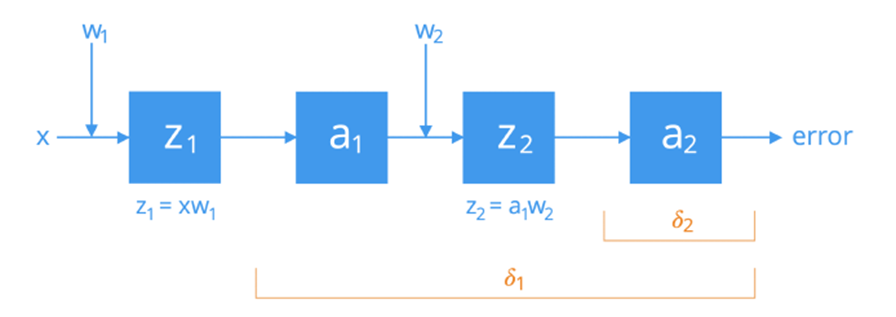 w₁ w₂
x z₁ a₁ z₂ a₂ error
z₁ = xw₁ z₂ = a₁w₂
δ₂
δ₁